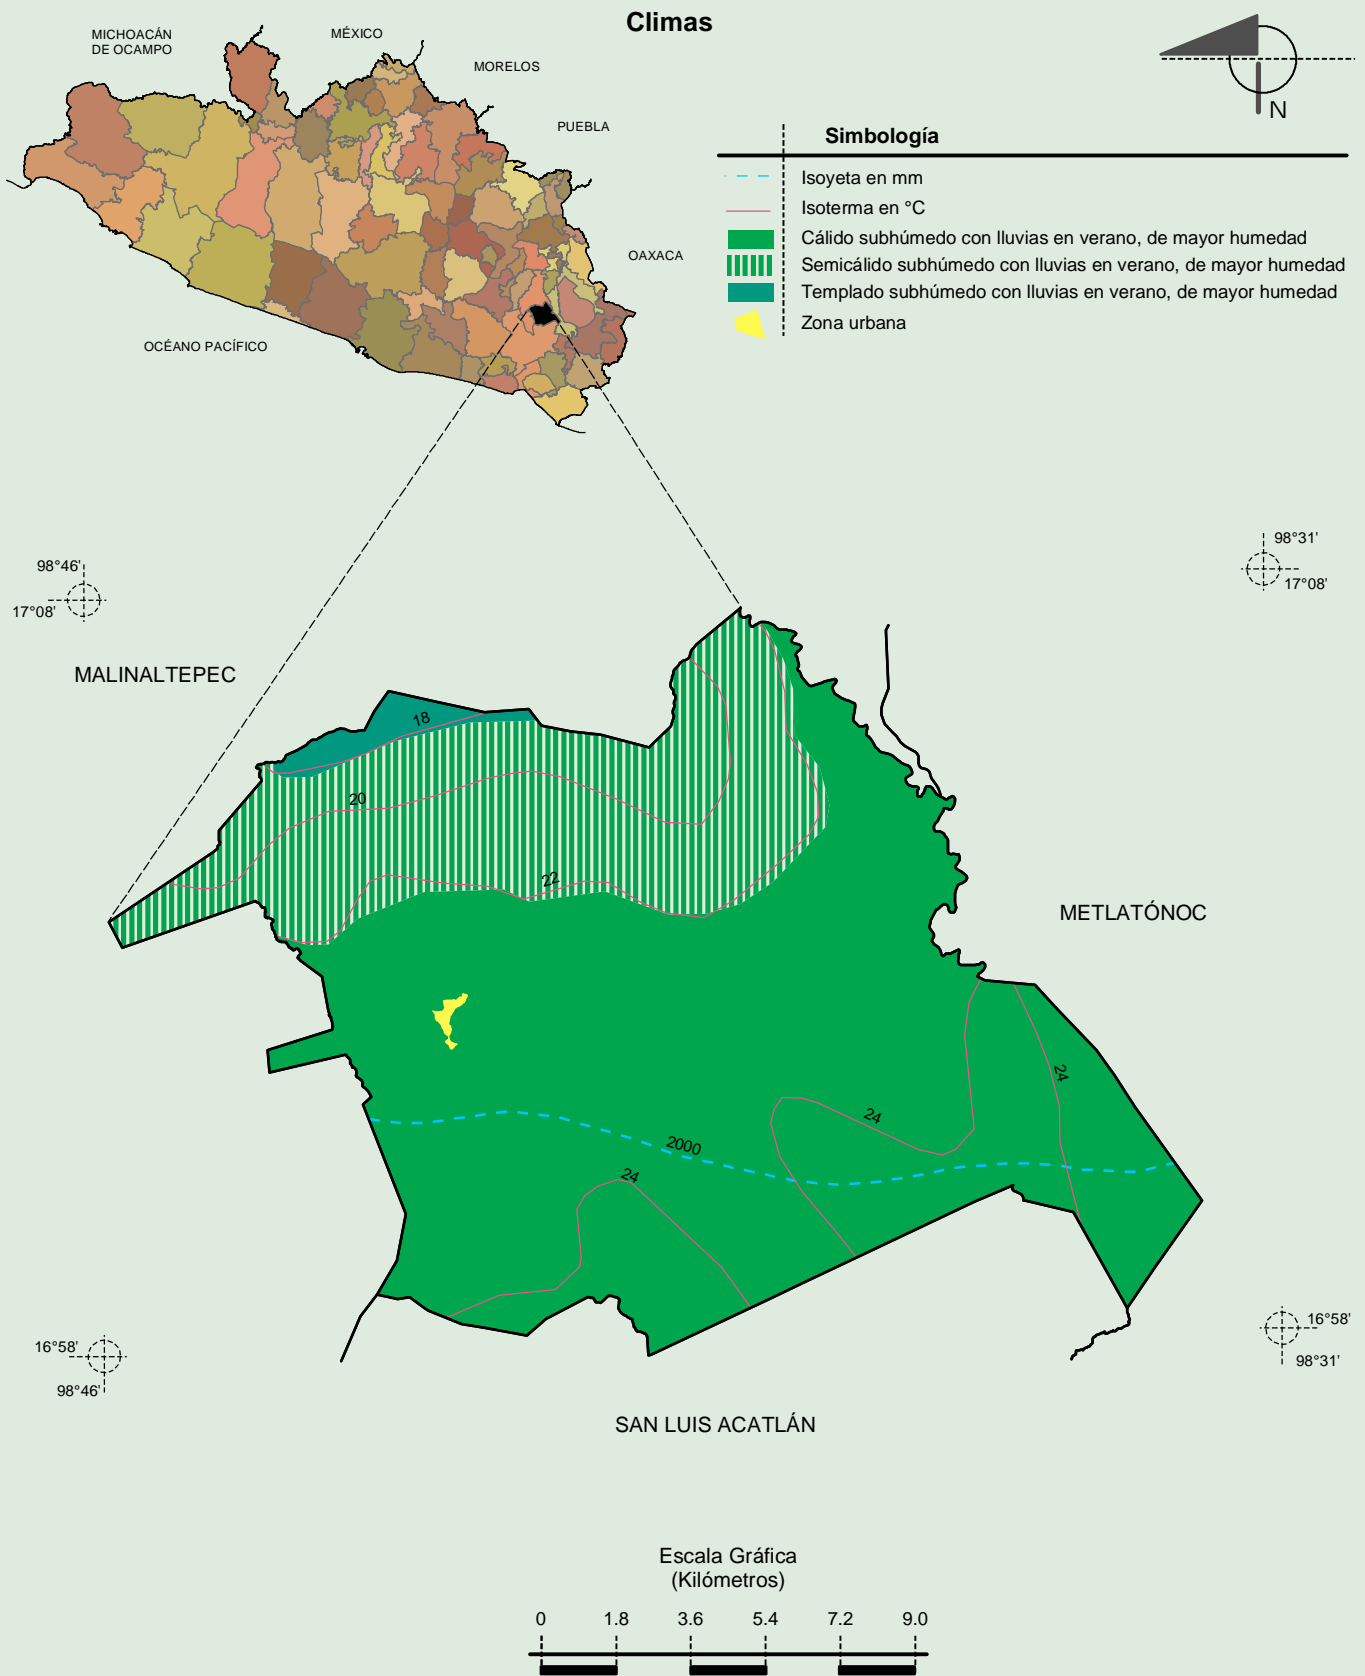 Climas
MICHOACÁN
DE OCAMPO
MÉXICO
MORELOS
PUEBLA
OAXACA
OCÉANO PACÍFICO
N
Simbología
Isoyeta en mm
Isoterma en °C
Cálido subhúmedo con lluvias en verano, de mayor humedad
Semicálido subhúmedo con lluvias en verano, de mayor humedad
Templado subhúmedo con lluvias en verano, de mayor humedad
Zona urbana
98°46'
17°08'
98°31'
17°08'
MALINALTEPEC
18
20
22
METLATÓNOC
24
24
2000
24
16°58'
98°46'
16°58'
98°31'
SAN LUIS ACATLÁN
Escala Gráfica
(Kilómetros)
0 1.8 3.6 5.4 7.2 9.0